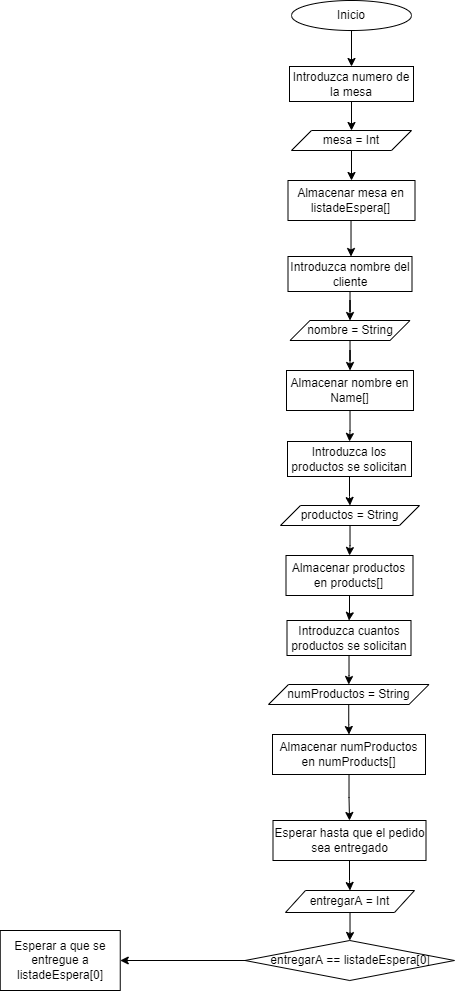 Inicio
Introduzca numero de
la mesa
mesa = Int
Almacenar mesa en
listadeEspera[]
Introduzca nombre del
cliente
nombre = String
Almacenar nombre en
Name[]
Introduzca los
productos se solicitan
productos = String
Almacenar productos
en products[]
Introduzca cuantos
productos se solicitan
numProductos = String
Almacenar numProductos
en numProducts[]
Esperar hasta que el pedido
sea entregado
entregarA = Int
entregarA == listadeEspera[0]
Esperar a que se
entregue a
listadeEspera[0]